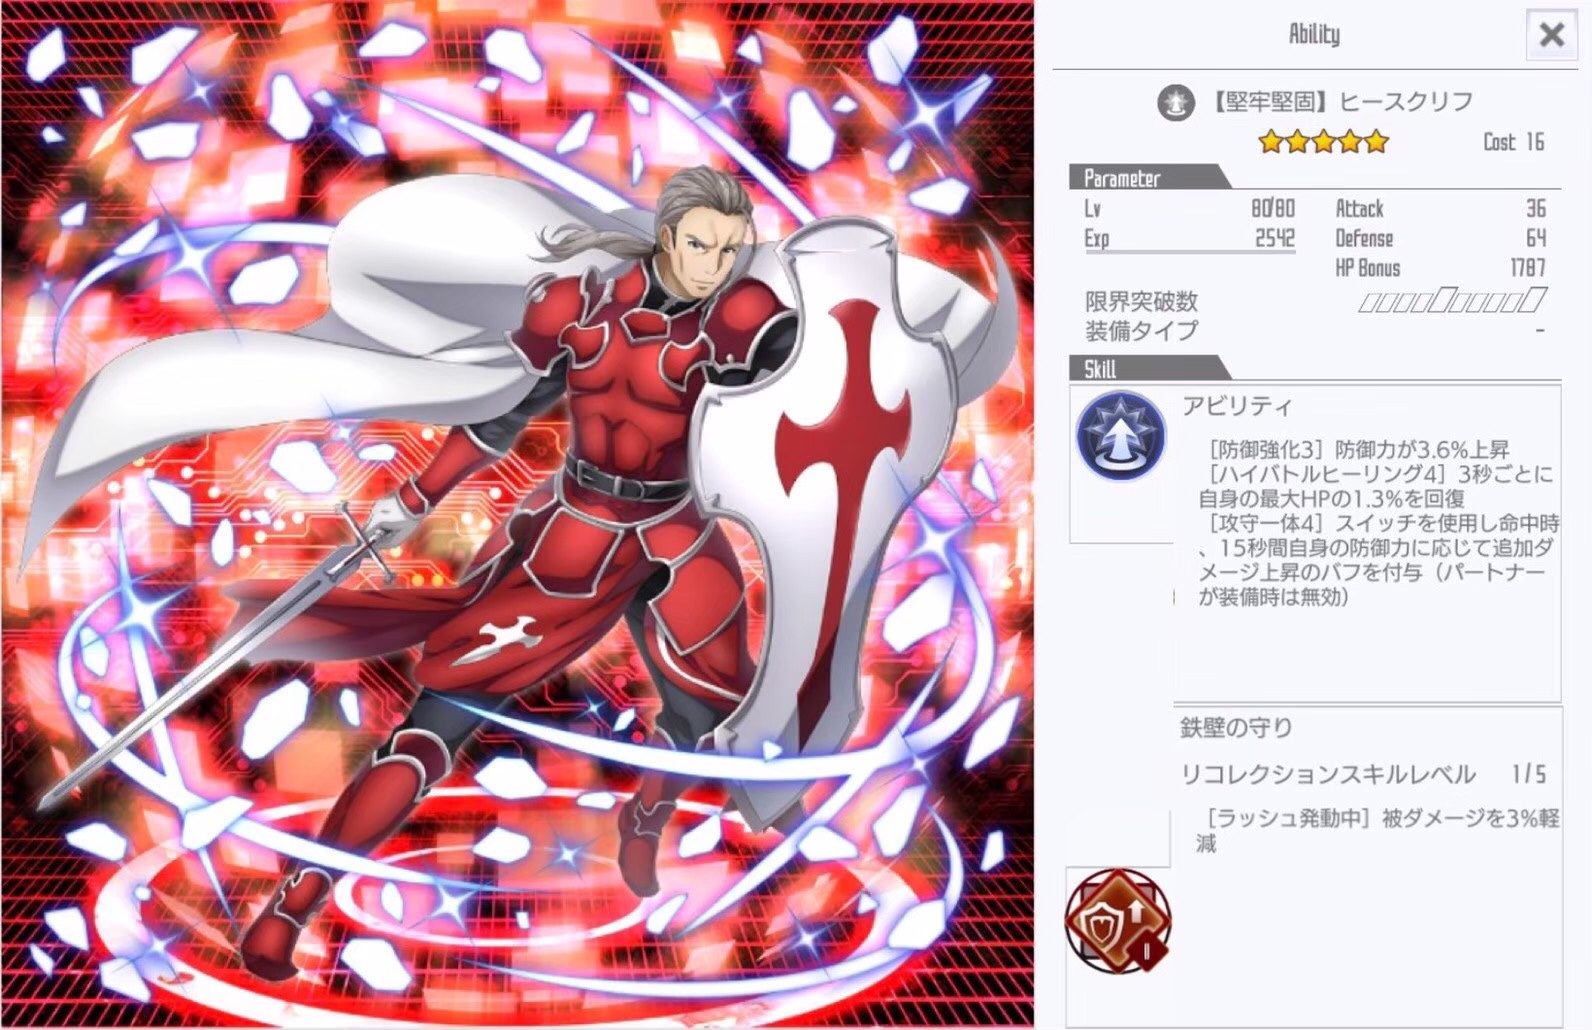 Ability
【堅牢堅固】ヒースクリフ
Cost 16
Parameter
Lv 80/80 Attack 36
Exp 2542 Defense 64
HP Bonus 1787
限界突破数
装備タイプ -
Skill
アビリティ
［防御強化3］防御力が3.6%上昇
［ハイバトルヒーリング4］3秒ごとに
自身の最大HPの1.3%を回復
［攻守一体4］スイッチを使用し命中時
、15秒間自身の防御力に応じて追加ダ
メージ上昇のバフを付与（パートナー
が装備時は無効）
鉄壁の守り
リコレクションスキルレベル 1/5
［ラッシュ発動中］被ダメージを3%軽
減